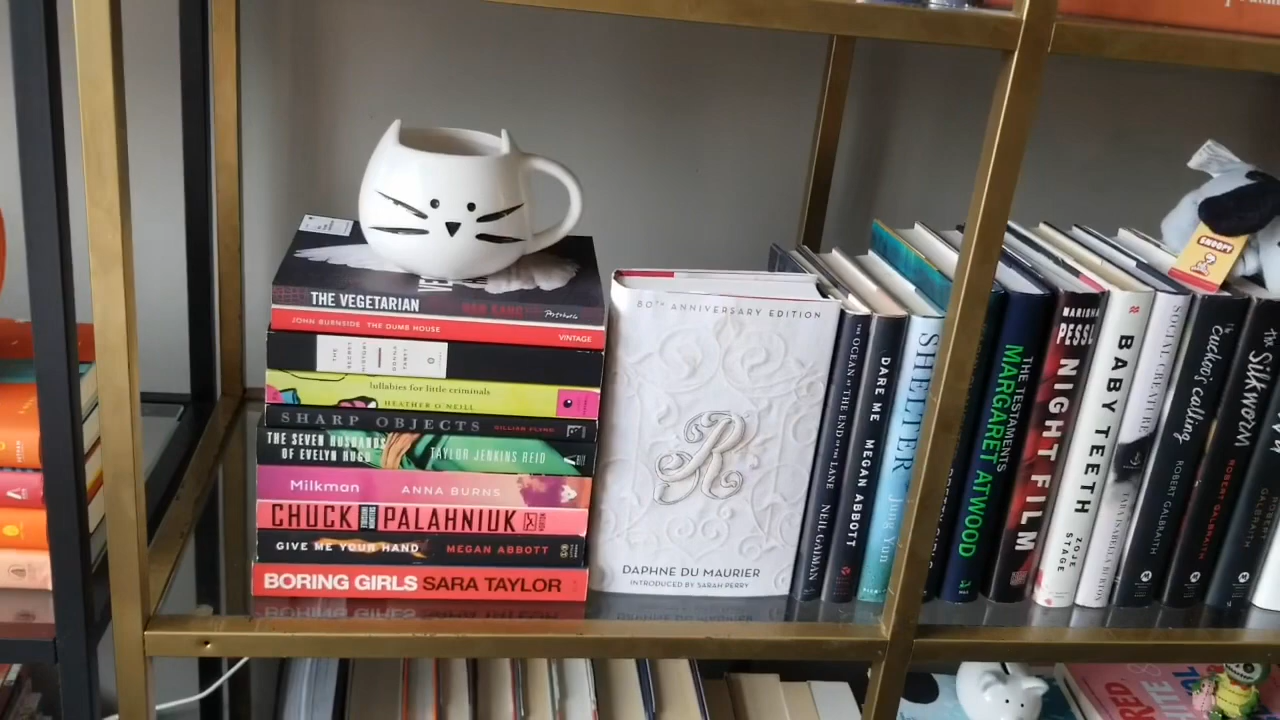 THE VEGETARIAN
HAN KANG
Portobello
JOHN BURNSIDE THE DUMB HOUSE
VINTAGE
THE SECRET HISTORY
DONNA TARTT
lullabies for little criminals
HEATHER O'NEILL
SHARP OBJECTS GILLIAN FLYNN
THE SEVEN HUSBANDS
OF EVELYN HUGO
TAYLOR JENKINS REID
Milkman ANNA BURNS
CHUCK PALAHNIUK
GIVE ME YOUR HAND MEGAN ABBOTT
BORING GIRLS SARA TAYLOR
80TH ANNIVERSARY EDITION
R
DAPHNE DU MAURIER
INTRODUCED BY SARAH PERRY
THE OCEAN AT THE END OF THE LANE NEIL GAIMAN
DARE ME MEGAN ABBOTT
SHELTER Jung Yun
THE TESTAMENTS
MARGARET ATWOOD
MARISHA
PESSL
NIGHT FILM
BABY TEETH
ZOJE
STAGE
SOCIAL CREATURE
TARA ISABELLA BURTON
The Cuckoo's Calling
ROBERT GALBRAITH
The Silkworm
ROBERT GALBRAITH
SNOOPY